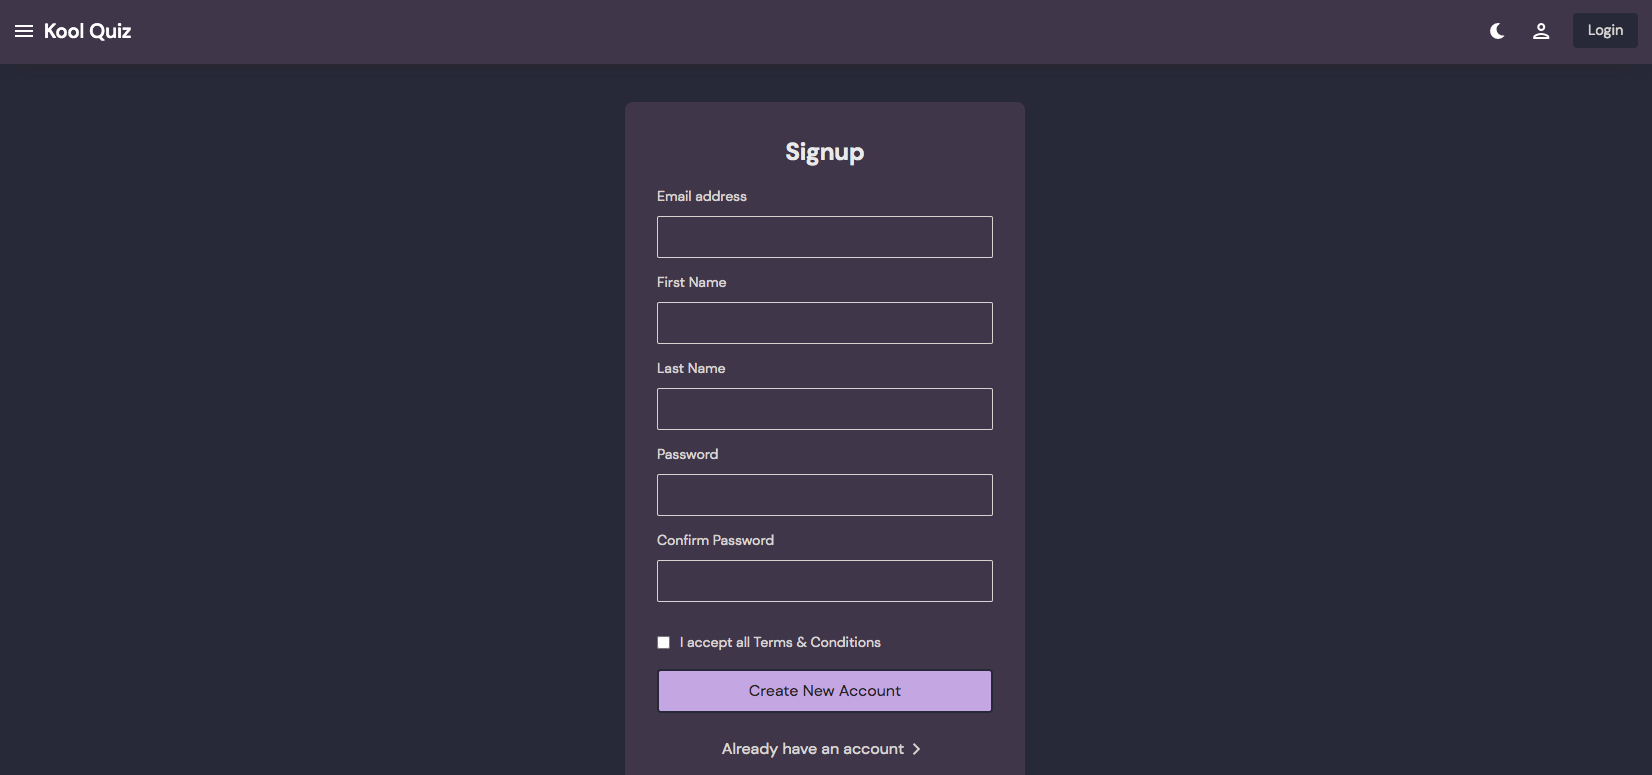 Kool Quiz
Login
Signup
Email address
First Name
Last Name
Password
Confirm Password
I accept all Terms & Conditions
Create New Account
Already have an account